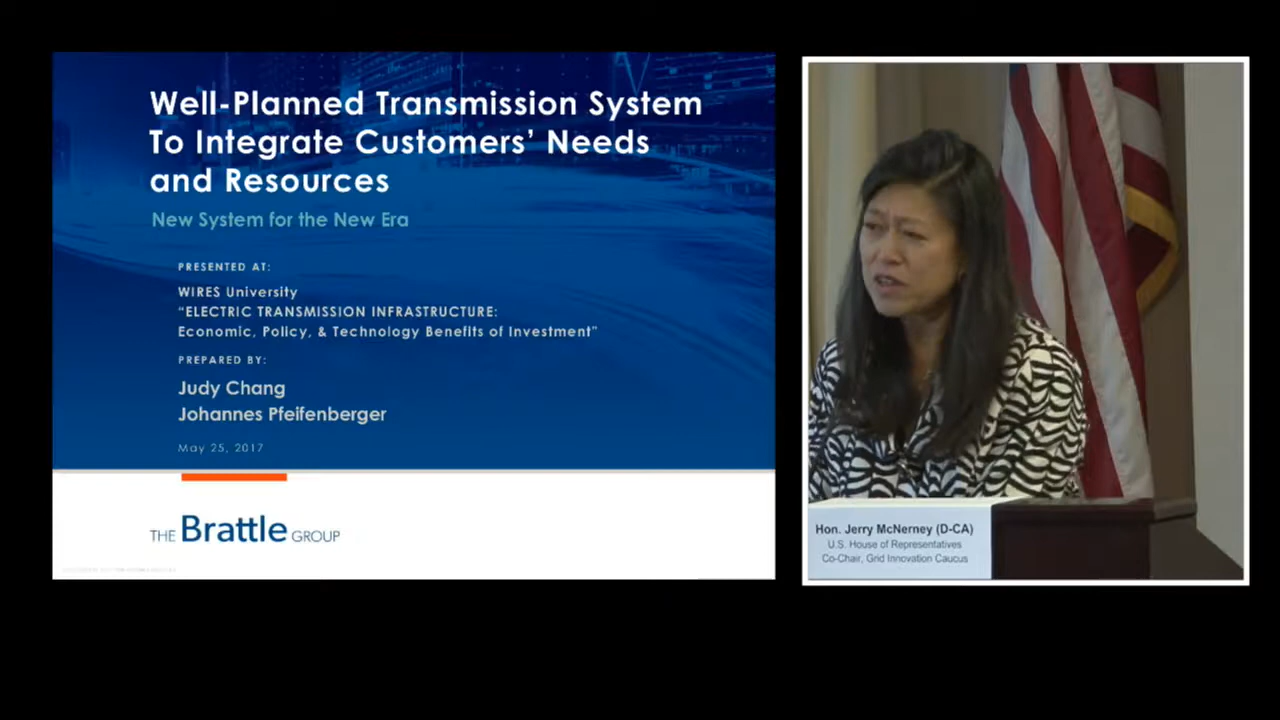 Well-Planned Transmission System
To Integrate Customers’ Needs
and Resources
New System for the New Era
PRESENTED AT:
WIRES University
“ELECTRIC TRANSMISSION INFRASTRUCTURE:
Economic, Policy, & Technology Benefits of Investment”
PREPARED BY:
Judy Chang
Johannes Pfeifenberger
May 25, 2017
THE Brattle GROUP
Hon. Jerry McNerney (D-CA)
U.S. House of Representatives
Co-Chair, Grid Innovation Caucus